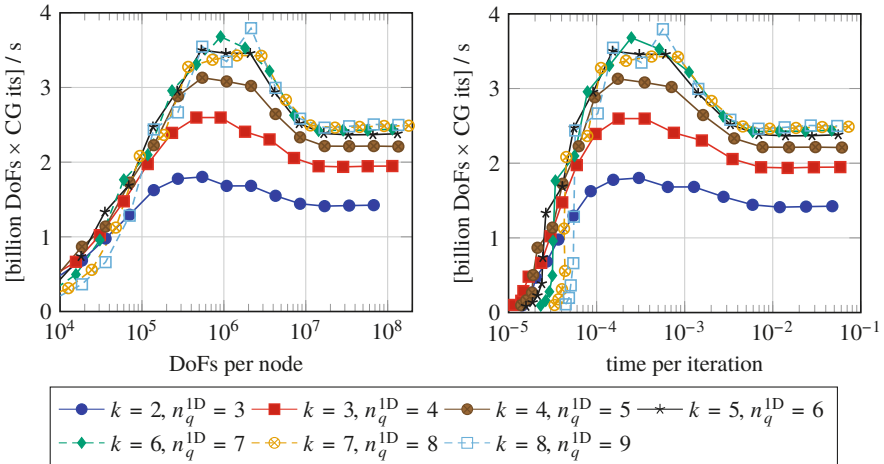 [billion DoFs × CG its] / s
4
3
2
1
0
10^4 10^5 10^6 10^7 10^8
DoFs per node
[billion DoFs × CG its] / s
4
3
2
1
0
10^−5 10^−4 10^−3 10^−2 10^−1
time per iteration
k = 2, n_q^1D = 3 k = 3, n_q^1D = 4 k = 4, n_q^1D = 5 k = 5, n_q^1D = 6
k = 6, n_q^1D = 7 k = 7, n_q^1D = 8 k = 8, n_q^1D = 9